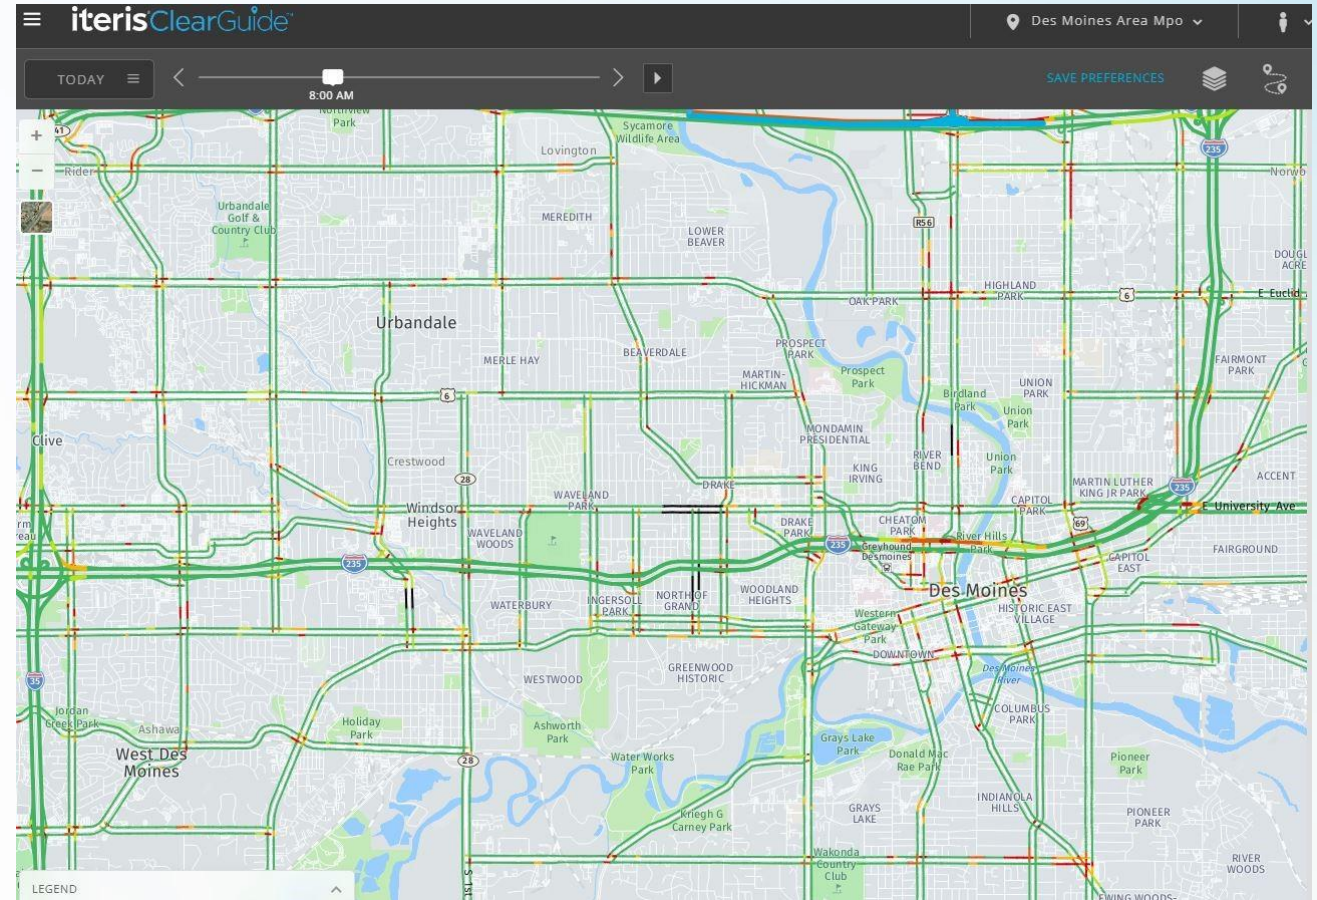 iteris ClearGuide™
Des Moines Area Mpo
TODAY
8:00 AM
SAVE PREFERENCES
+
−
41
Northview
Park
Sycamore
Wildlife Area
235
Lovington
Rider
Norwo
Urbandale
Golf &
Country Club
MEREDITH
LOWER
BEAVER
R56
DOUGL
ACRE
HIGHLAND
PARK
OAK PARK
6
E Euclid
Urbandale
PROSPECT
PARK
BEAVERDALE
MERLE HAY
FAIRMONT
PARK
MARTIN-
HICKMAN
Prospect
Park
UNION
PARK
6
Birdland
Park
Union
Park
Clive
MONDAMIN
PRESIDENTIAL
Crestwood
KING
IRVING
RIVER
BEND
Union
Park
ACCENT
28
DRAKE
MARTIN LUTHER
KING JR PARK
235
WAVELAND
PARK
CAPITOL
PARK
E University Ave
Windsor
Heights
DRAKE
PARK
CHEATOM
PARK
69
WAVELAND
WOODS
River Hills
Park
235
Greyhound
Desmoines
FAIRGROUND
235
CAPITOL
EAST
WATERBURY
INGERSOLL
PARK
NORTH OF
GRAND
WOODLAND
HEIGHTS
Des Moines
HISTORIC EAST
VILLAGE
Western
Gateway
Park
DOWNTOWN
GREENWOOD
HISTORIC
Des Moines
River
35
WESTWOOD
Jordan
Creek Park
COLUMBUS
PARK
Ashawa
Holiday
Park
Ashworth
Park
Grays Lake
Park
West Des
Moines
28
Water Works
Park
Donald Mac
Rae Park
Pioneer
Park
INDIANOLA
HILLS
GRAYS
LAKE
PIONEER
PARK
Kriegh G
Carney Park
Wakonda
Country
Club
RIVER
WOODS
S 1st
LEGEND
EWING WOODS-